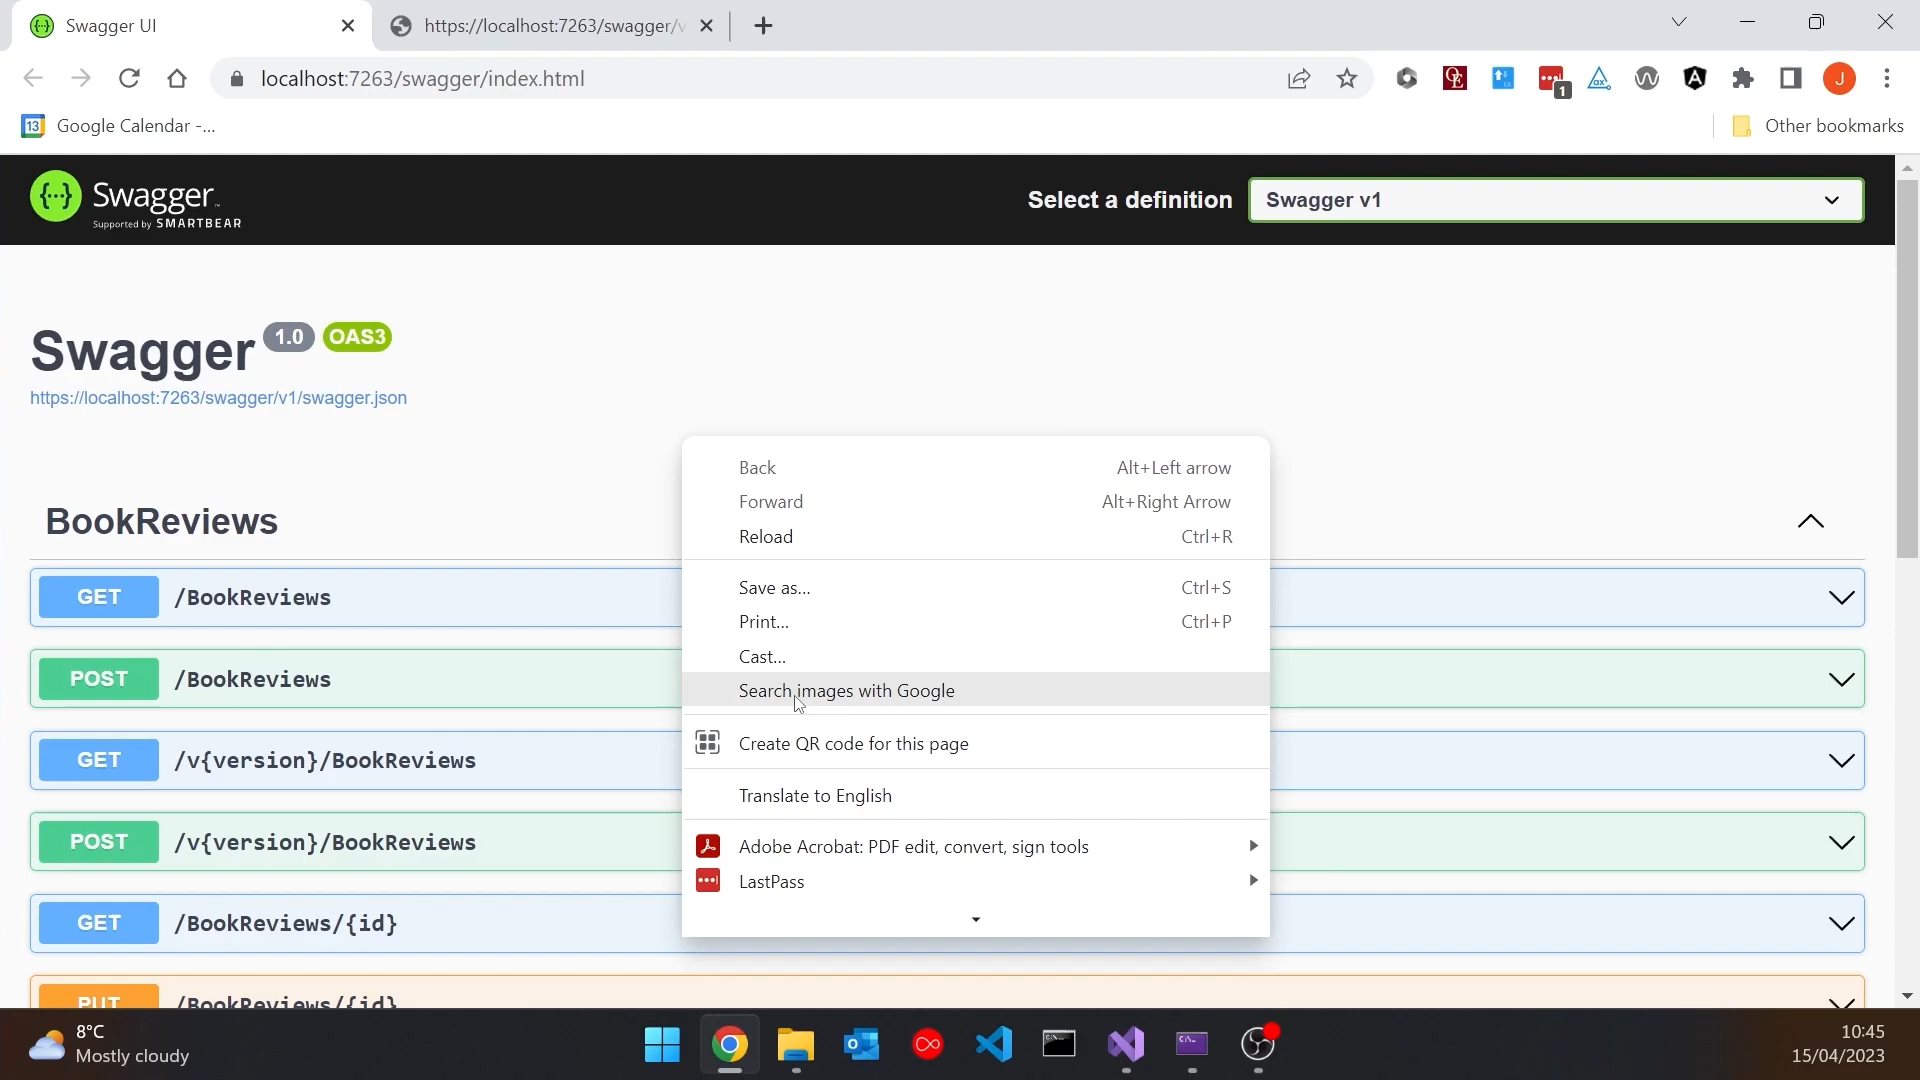 Swagger UI
https://localhost:7263/swagger/v
localhost:7263/swagger/index.html
1
J
13
Google Calendar -...
Other bookmarks
Swagger
Supported by SMARTBEAR
Select a definition
Swagger v1
Swagger 1.0 OAS3
https://localhost:7263/swagger/v1/swagger.json
BookReviews
GET /BookReviews
POST /BookReviews
GET /v{version}/BookReviews
POST /v{version}/BookReviews
GET /BookReviews/{id}
PUT /BookReviews/{id}
Back Alt+Left arrow
Forward Alt+Right Arrow
Reload Ctrl+R
Save as... Ctrl+S
Print... Ctrl+P
Cast...
Search images with Google
Create QR code for this page
Translate to English
Adobe Acrobat: PDF edit, convert, sign tools
LastPass
8°C
Mostly cloudy
10:45
15/04/2023